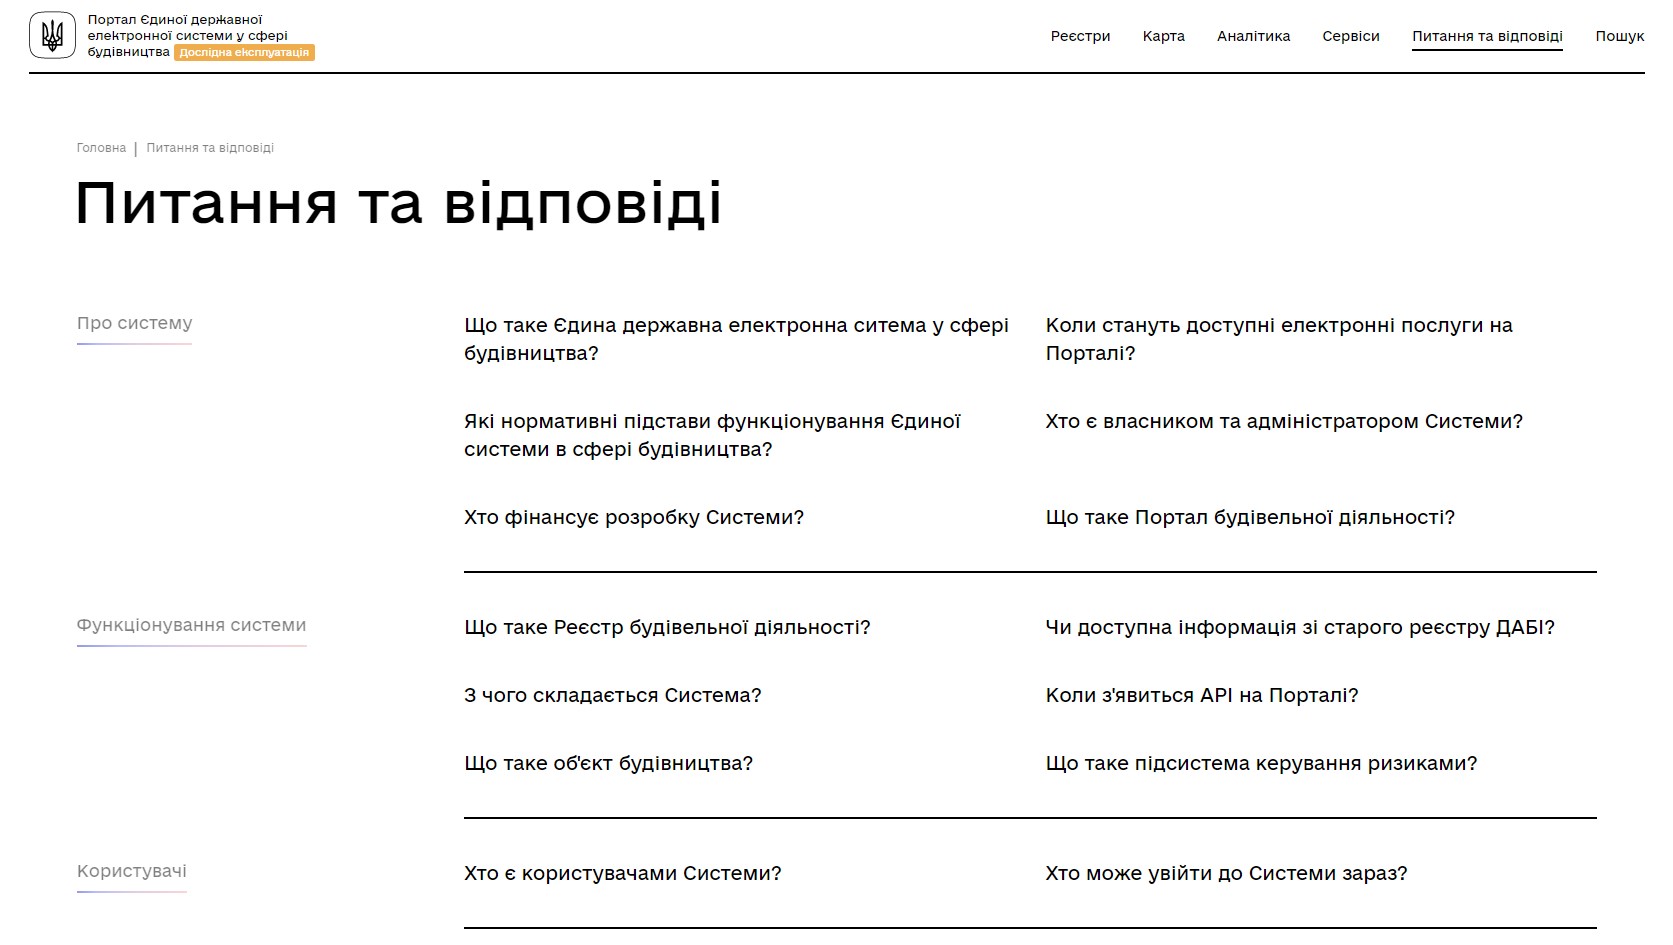 Портал Єдиної державної
електронної системи у сфері
будівництва Дослідна експлуатація
Реєстри Карта Аналітика Сервіси Питання та відповіді Пошук
Головна | Питання та відповіді
Питання та відповіді
Про систему
Що таке Єдина державна електронна ситема у сфері
будівництва?
Коли стануть доступні електронні послуги на
Порталі?
Які нормативні підстави функціонування Єдиної
системи в сфері будівництва?
Хто є власником та адміністратором Системи?
Хто фінансує розробку Системи?
Що таке Портал будівельної діяльності?
Функціонування системи
Що таке Реєстр будівельної діяльності?
Чи доступна інформація зі старого реєстру ДАБІ?
З чого складається Система?
Коли з'явиться API на Порталі?
Що таке об'єкт будівництва?
Що таке підсистема керування ризиками?
Користувачі
Хто є користувачами Системи?
Хто може увійти до Системи зараз?